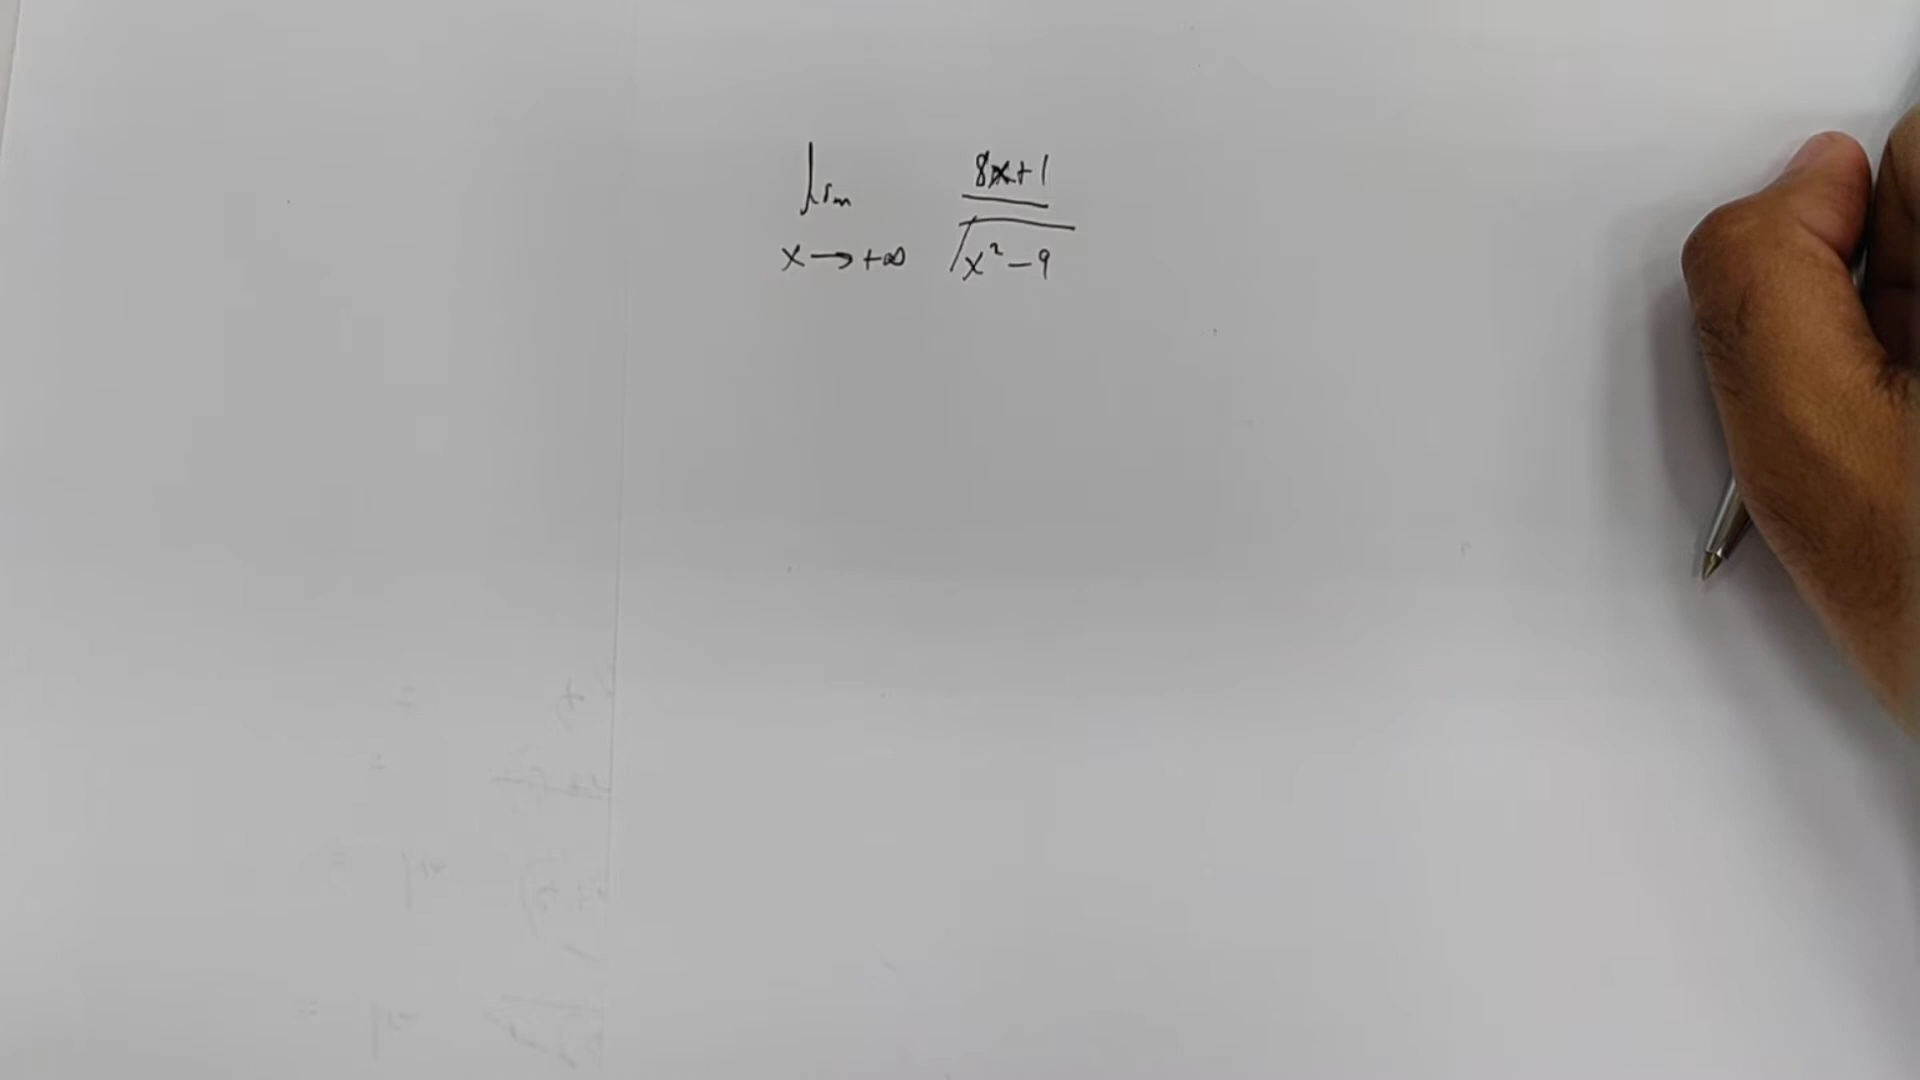 lim 8x+1
x→+∞ √x²-9